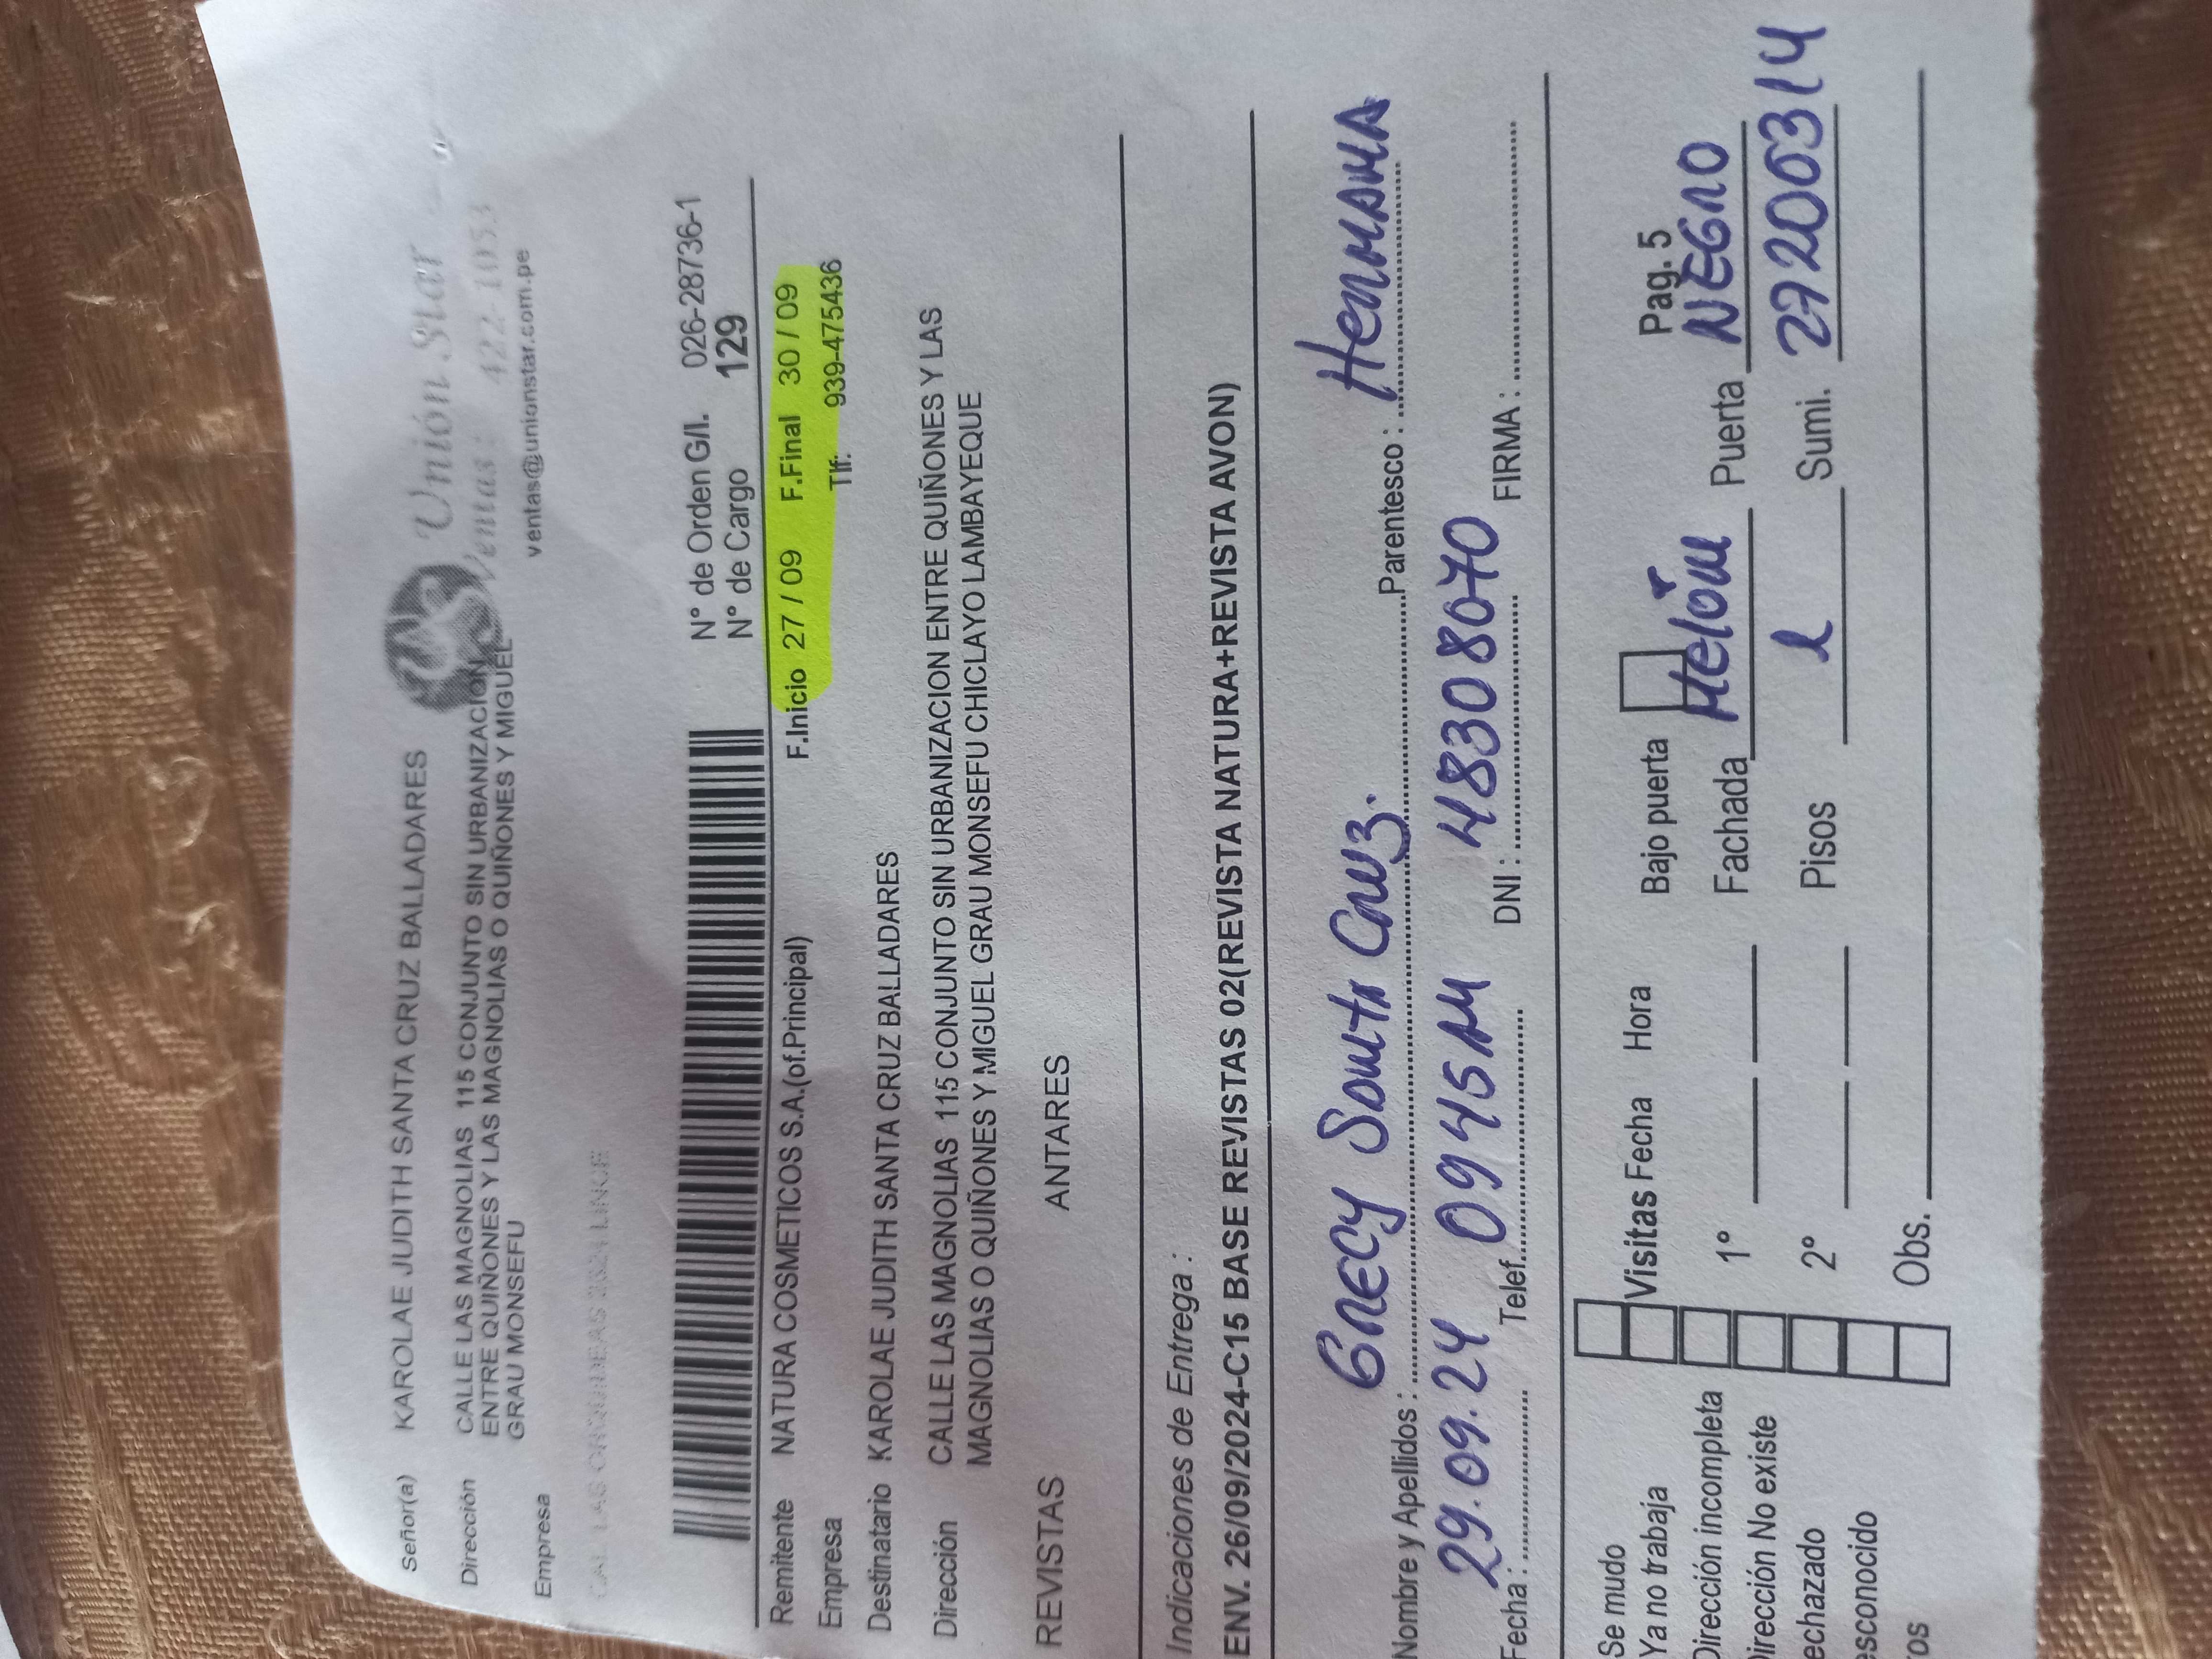 Señor(a) KAROLAE JUDITH SANTA CRUZ BALLADARES
Unión Star
Ventas: 422-1053
ventas@unionstar.com.pe
Dirección CALLE LAS MAGNOLIAS 115 CONJUNTO SIN URBANIZACION
ENTRE QUIÑONES Y LAS MAGNOLIAS O QUIÑONES Y MIGUEL
GRAU MONSEFU
Empresa
N° de Orden G/I. 026-28736-1
N° de Cargo 129
Remitente NATURA COSMETICOS S.A.(of.Principal) F.Inicio 27 / 09 F.Final 30 / 09
Empresa Tlf: 939-475436
Destinatario KAROLAE JUDITH SANTA CRUZ BALLADARES
Dirección CALLE LAS MAGNOLIAS 115 CONJUNTO SIN URBANIZACION ENTRE QUIÑONES Y LAS
MAGNOLIAS O QUIÑONES Y MIGUEL GRAU MONSEFU CHICLAYO LAMBAYEQUE
REVISTAS ANTARES
Indicaciones de Entrega :
ENV. 26/09/2024-C15 BASE REVISTAS 02(REVISTA NATURA+REVISTA AVON)
Nombre y Apellidos : Grecy Santa Cruz. Parentesco : Hermana
Fecha : 29.09.24 Telef. 0945AM DNI : 48308070 FIRMA :
Pag. 5
Se mudo
Ya no trabaja
Dirección incompleta
Dirección No existe
echazado
esconocido
ros
Visitas Fecha Hora
1°
2°
Obs.
Bajo puerta
Fachada Melón Puerta NEGRO
Pisos 1 Sumi. 27200314